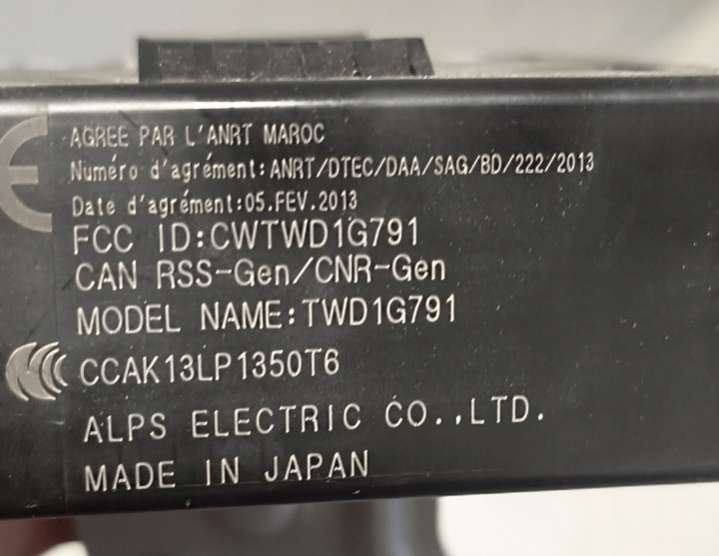 AGREE PAR L'ANRT MAROC
Numéro d'agrément:ANRT/DTEC/DAA/SAG/BD/222/2013
Date d'agrément:05.FEV.2013
FCC ID:CWTWD1G791
CAN RSS-Gen/CNR-Gen
MODEL NAME:TWD1G791
CCAK13LP1350T6
ALPS ELECTRIC CO.,LTD.
MADE IN JAPAN